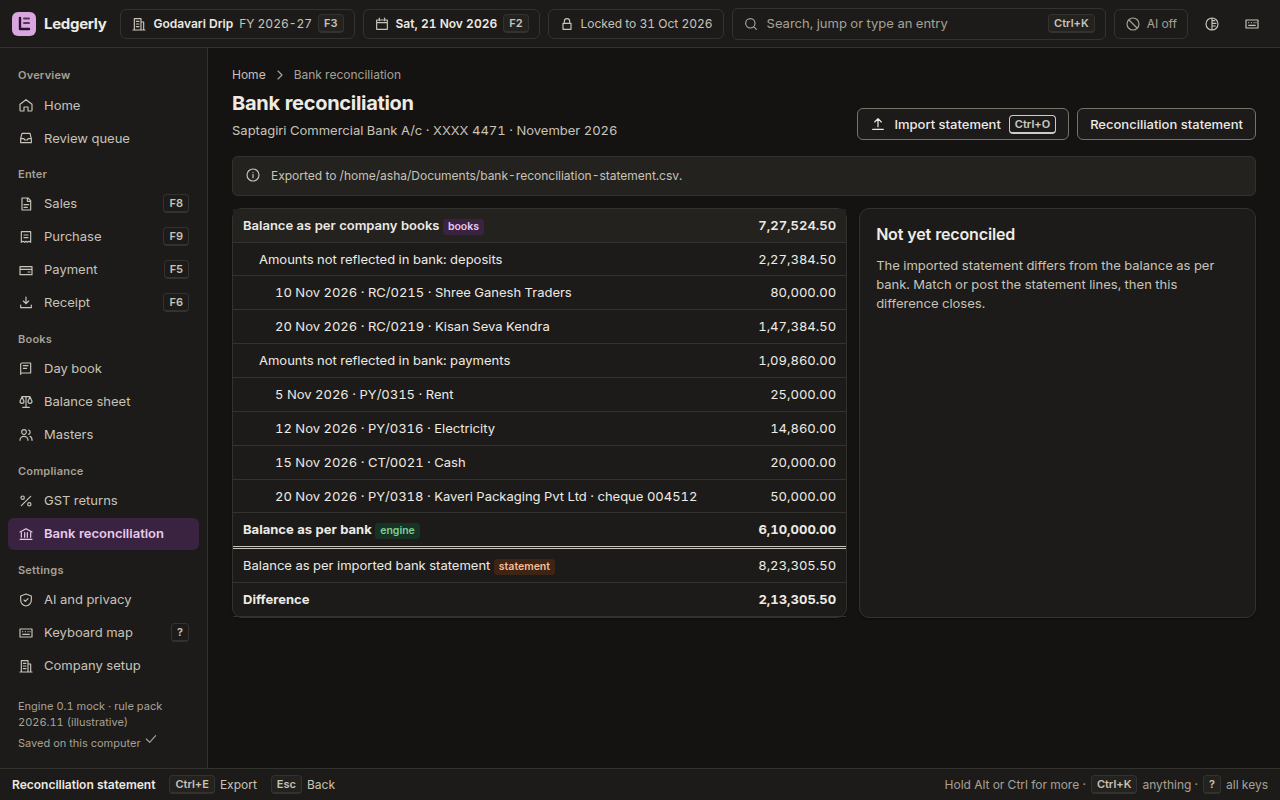 Ledgerly
Godavari Drip FY 2026-27 F3
Sat, 21 Nov 2026 F2
Locked to 31 Oct 2026
Search, jump or type an entry Ctrl+K
AI off
Overview
Home
Review queue
Enter
Sales F8
Purchase F9
Payment F5
Receipt F6
Books
Day book
Balance sheet
Masters
Compliance
GST returns
Bank reconciliation
Settings
AI and privacy
Keyboard map ?
Company setup
Engine 0.1 mock · rule pack
2026.11 (illustrative)
Saved on this computer
Home > Bank reconciliation
Bank reconciliation
Saptagiri Commercial Bank A/c · XXXX 4471 · November 2026
Import statement Ctrl+O
Reconciliation statement
Exported to /home/asha/Documents/bank-reconciliation-statement.csv.
Balance as per company books books 7,27,524.50
Amounts not reflected in bank: deposits 2,27,384.50
10 Nov 2026 · RC/0215 · Shree Ganesh Traders 80,000.00
20 Nov 2026 · RC/0219 · Kisan Seva Kendra 1,47,384.50
Amounts not reflected in bank: payments 1,09,860.00
5 Nov 2026 · PY/0315 · Rent 25,000.00
12 Nov 2026 · PY/0316 · Electricity 14,860.00
15 Nov 2026 · CT/0021 · Cash 20,000.00
20 Nov 2026 · PY/0318 · Kaveri Packaging Pvt Ltd · cheque 004512 50,000.00
Balance as per bank engine 6,10,000.00
Balance as per imported bank statement statement 8,23,305.50
Difference 2,13,305.50
Not yet reconciled
The imported statement differs from the balance as per
bank. Match or post the statement lines, then this
difference closes.
Reconciliation statement Ctrl+E Export Esc Back
Hold Alt or Ctrl for more · Ctrl+K anything · ? all keys